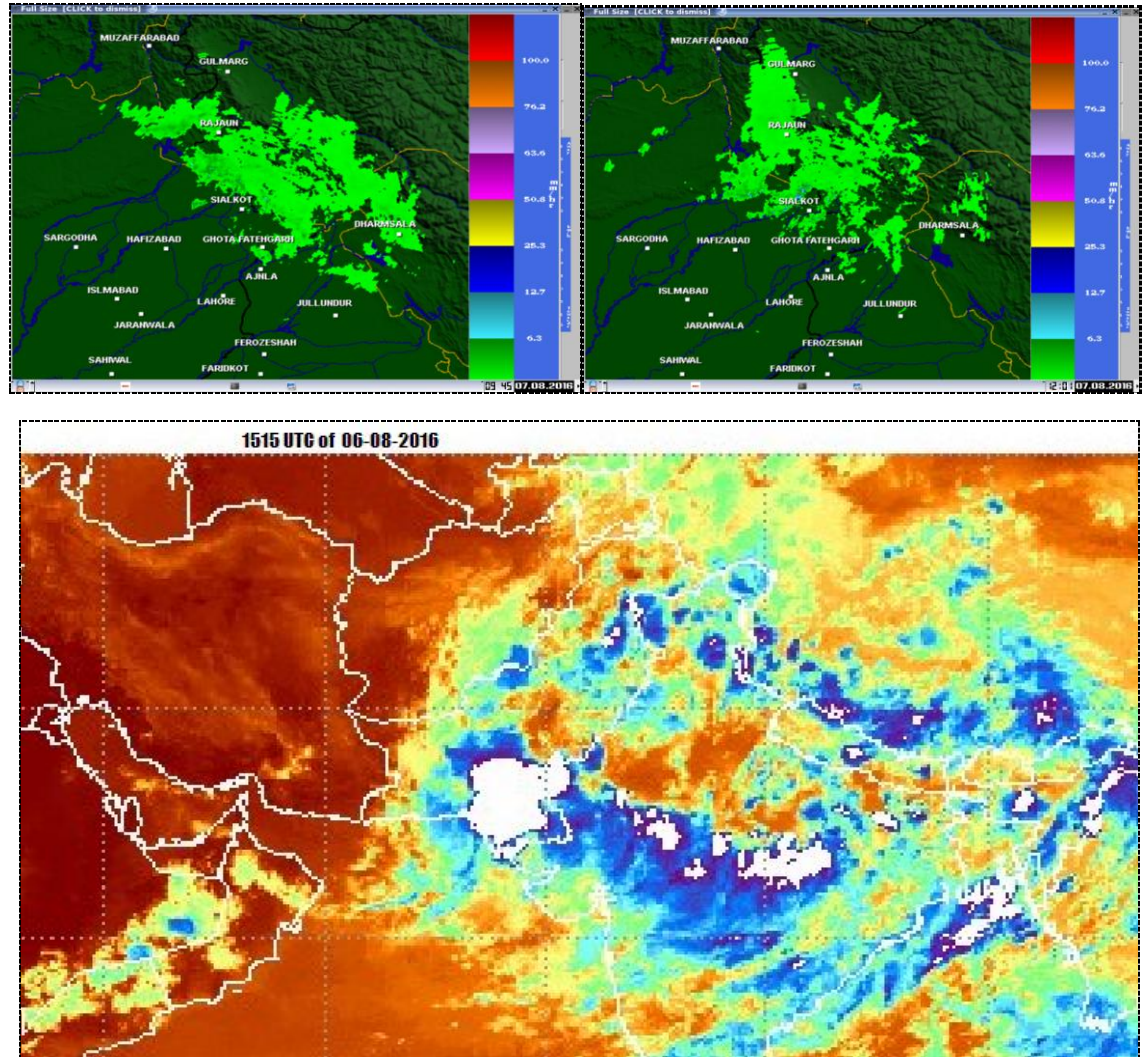 Full Size [CLICK to dismiss]
MUZAFFARABAD
GULMARG
RAJAUN
SIALKOT
DHARMSALA
SARGODHA
HAFIZABAD
GHOTA FATEHGARH
AJNLA
ISLMABAD
LAHORE
JULLUNDUR
JARANWALA
FEROZESHAH
SAHIWAL
FARIDKOT
100.0
76.2
63.6
50.8
25.3
12.7
6.3
09 45 07.08.2016
Full Size [CLICK to dismiss]
MUZAFFARABAD
GULMARG
RAJAUN
SIALKOT
DHARMSALA
SARGODHA
HAFIZABAD
GHOTA FATEHGARH
AJNLA
ISLMABAD
LAHORE
JULLUNDUR
JARANWALA
FEROZESHAH
SAHIWAL
FARIDKOT
100.0
76.2
63.6
50.8
25.3
12.7
6.3
12:01 07.08.2016
1515 UTC of 06-08-2016